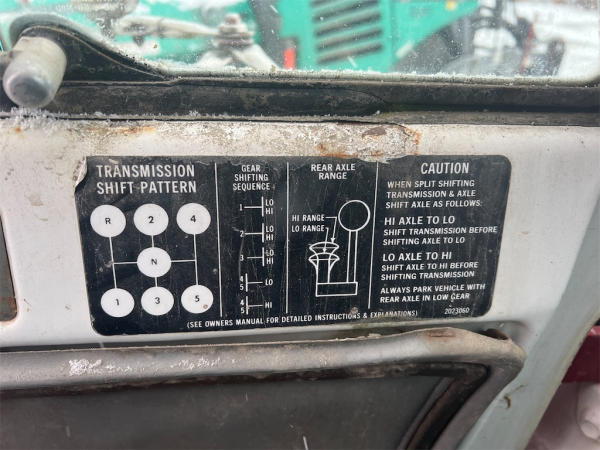 TRANSMISSION
SHIFT PATTERN
R 2 4
N
1 3 5
GEAR
SHIFTING
SEQUENCE
1 LO
HI
2 LO
HI
3 LO
HI
4
5 LO
4
5 HI
REAR AXLE
RANGE
HI RANGE
LO RANGE
CAUTION
WHEN SPLIT SHIFTING
TRANSMISSION & AXLE
SHIFT AXLE AS FOLLOWS:
HI AXLE TO LO
SHIFT TRANSMISSION BEFORE
SHIFTING AXLE TO LO
LO AXLE TO HI
SHIFT AXLE TO HI BEFORE
SHIFTING TRANSMISSION
ALWAYS PARK VEHICLE WITH
REAR AXLE IN LOW GEAR
(SEE OWNERS MANUAL FOR DETAILED INSTRUCTIONS & EXPLANATIONS)
2023060